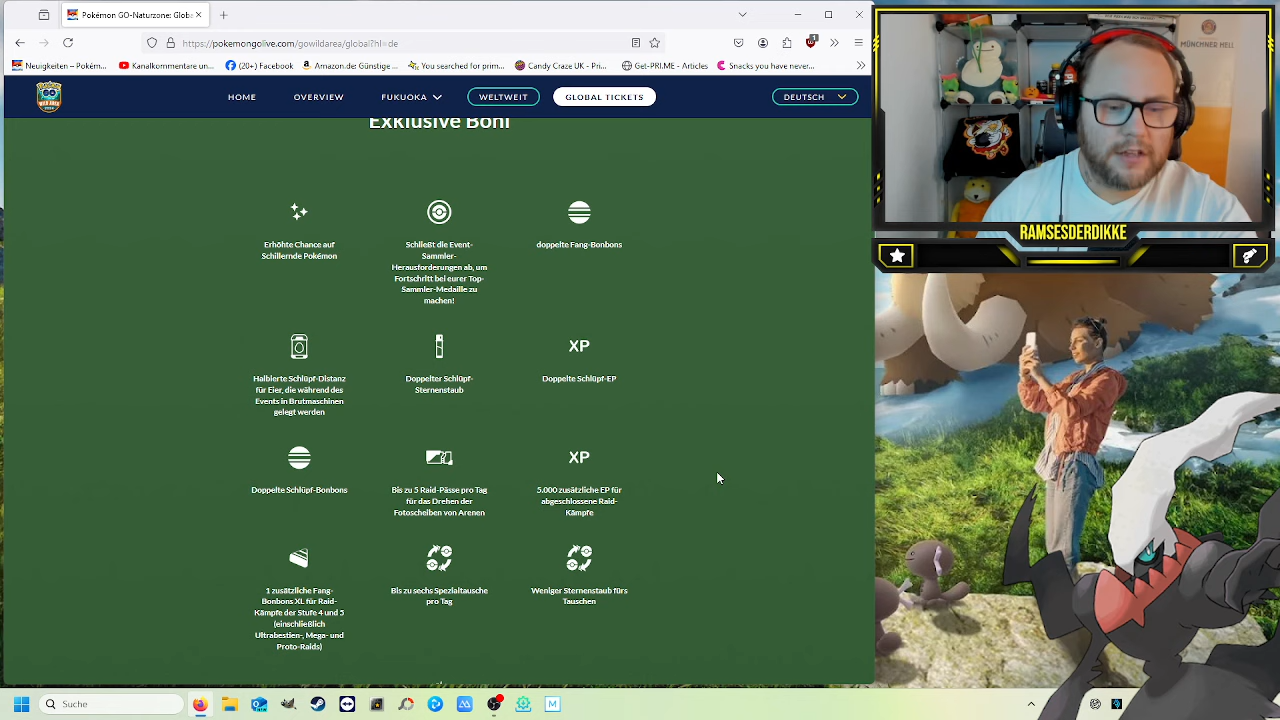 Pokémon GO-Naturzone: Globa
https://pokemongolive.com/gowildarea/global?hl=de
Neuigkeiten – Pokém...
Kanalkommentare un...
(20+) Facebook
Amazon.de Günstige ...
You searched for prim...
Candy Craze UK - Pri...
Get-PRI.ME - Articles
Snacks you have neve...
HOME
OVERVIEW
FUKUOKA
WELTWEIT
GLOBAL TICKETS
DEUTSCH
Exklusive Boni
Erhöhte Chance auf
Schillernde Pokémon
Schließt die Event-
Sammler-
Herausforderungen ab, um
Fortschritt bei eurer Top-
Sammler-Medaille zu
machen!
doppelte Fang-Bonbons
Halbierte Schlüpf-Distanz
für Eier, die während des
Events in Brutmaschinen
gelegt werden
Doppelter Schlüpf-
Sternenstaub
XP
Doppelte Schlüpf-EP
Doppelte Schlüpf-Bonbons
Bis zu 5 Raid-Pässe pro Tag
für das Drehen der
Fotoscheiben von Arenen
XP
5.000 zusätzliche EP für
abgeschlossene Raid-
Kämpfe
1 zusätzliche Fang-
Bonbons XL für Raid-
Kämpfe der Stufe 4 und 5
(einschließlich
Ultrabesten-, Mega- und
Proto-Raids)
Bis zu sechs Spezialtausche
pro Tag
Weniger Sternenstaub fürs
Tauschen
MÜNCHNER HELL
RAMSESDERDIKKE
Suche